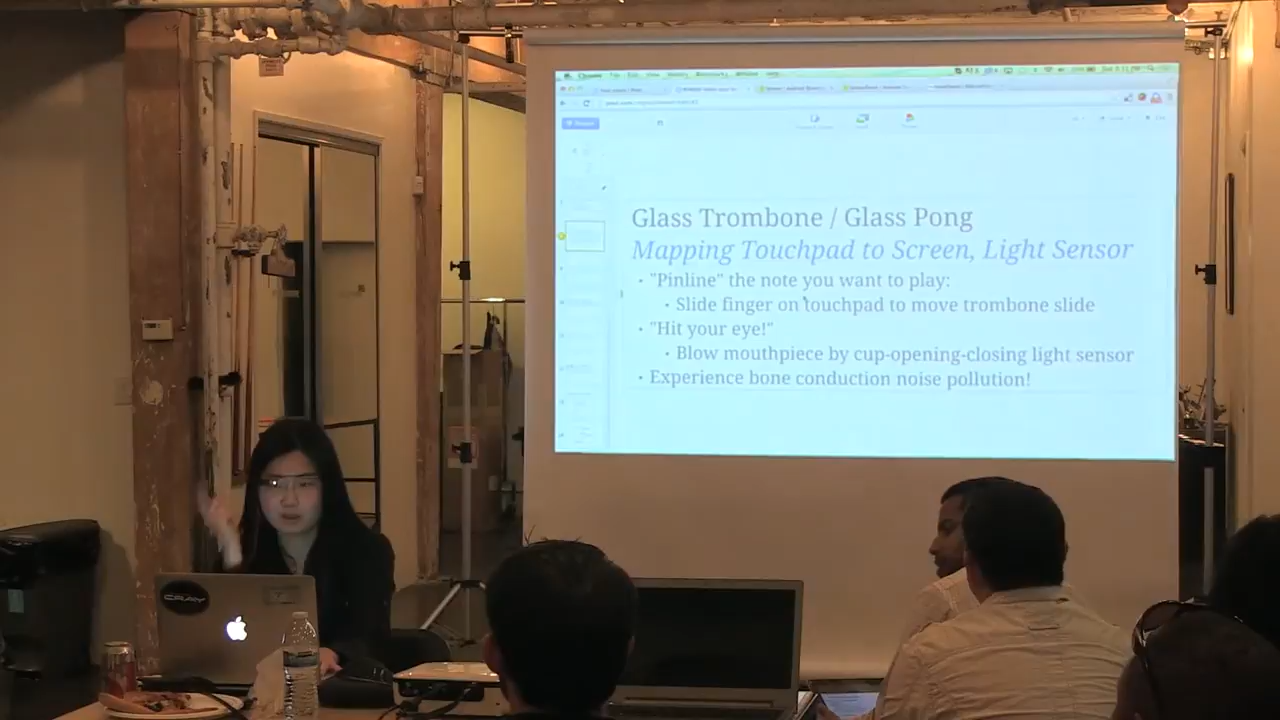 Glass Trombone / Glass Pong
Mapping Touchpad to Screen, Light Sensor
• "Pinline" the note you want to play:
• Slide finger on touchpad to move trombone slide
• "Hit your eye!"
• Blow mouthpiece by cup-opening-closing light sensor
• Experience bone conduction noise pollution!